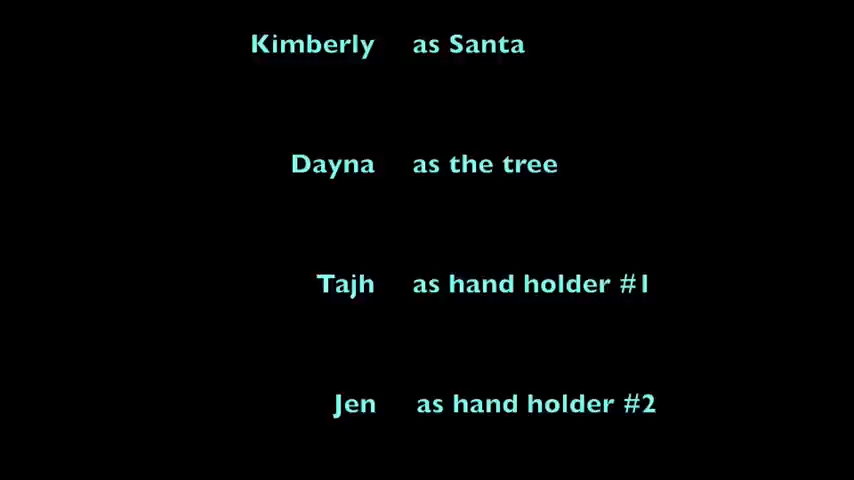 Kimberly as Santa
Dayna as the tree
Tajh as hand holder #1
Jen as hand holder #2